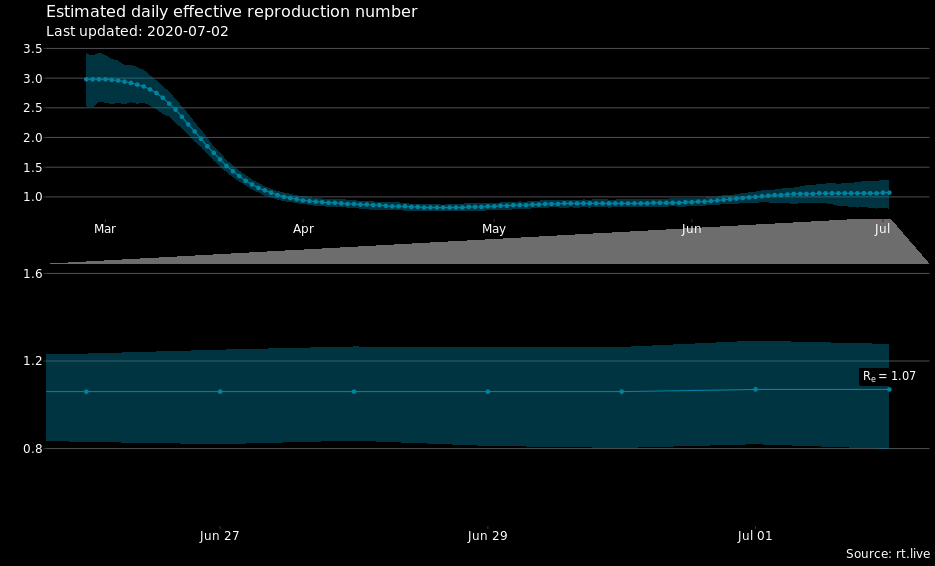 Estimated daily effective reproduction number
Last updated: 2020-07-02
3.5
3.0
2.5
2.0
1.5
1.0
Mar Apr May Jun Jul
1.6
1.2
Re = 1.07
0.8
Jun 27 Jun 29 Jul 01
Source: rt.live